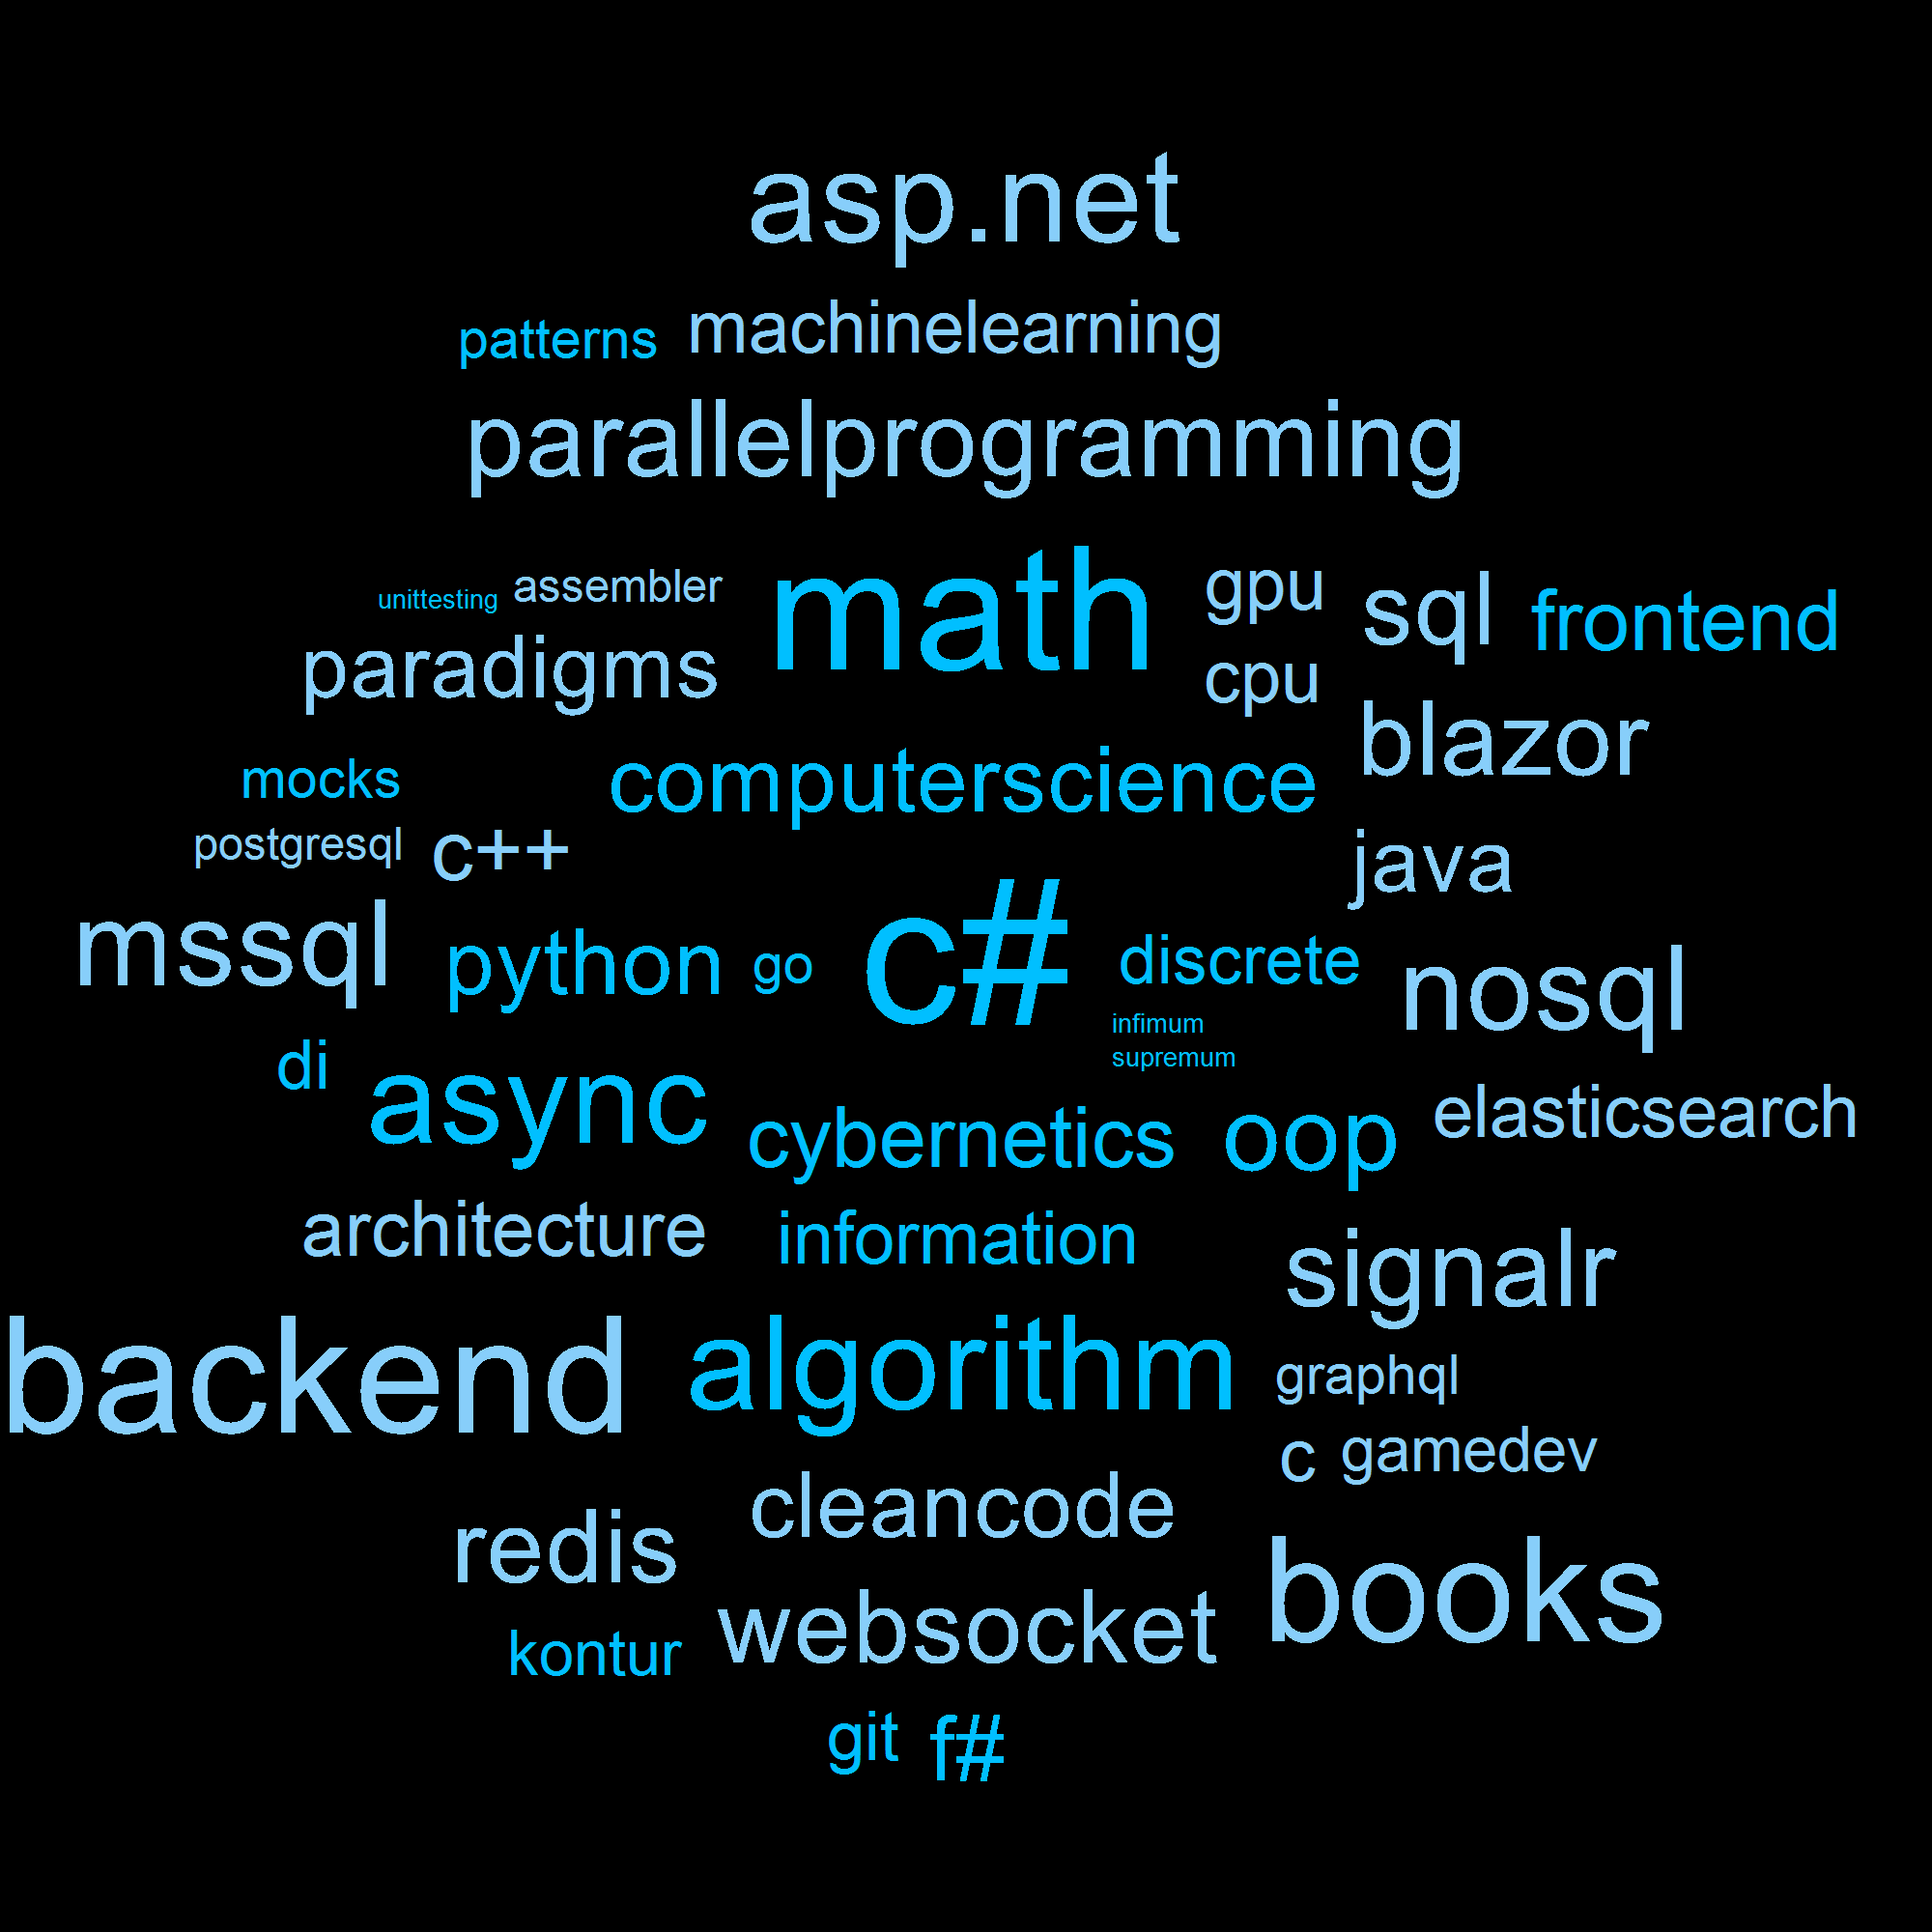 asp.net
patterns machinelearning
parallelprogramming
unittesting assembler math gpu sql frontend
paradigms cpu
blazor
mocks computerscience
postgresql c++ java
mssql python go c# discrete nosql
infimum
supremum
di async cybernetics oop elasticsearch
architecture information signalr
backend algorithm graphql
c gamedev
redis cleancode books
kontur websocket
git f#